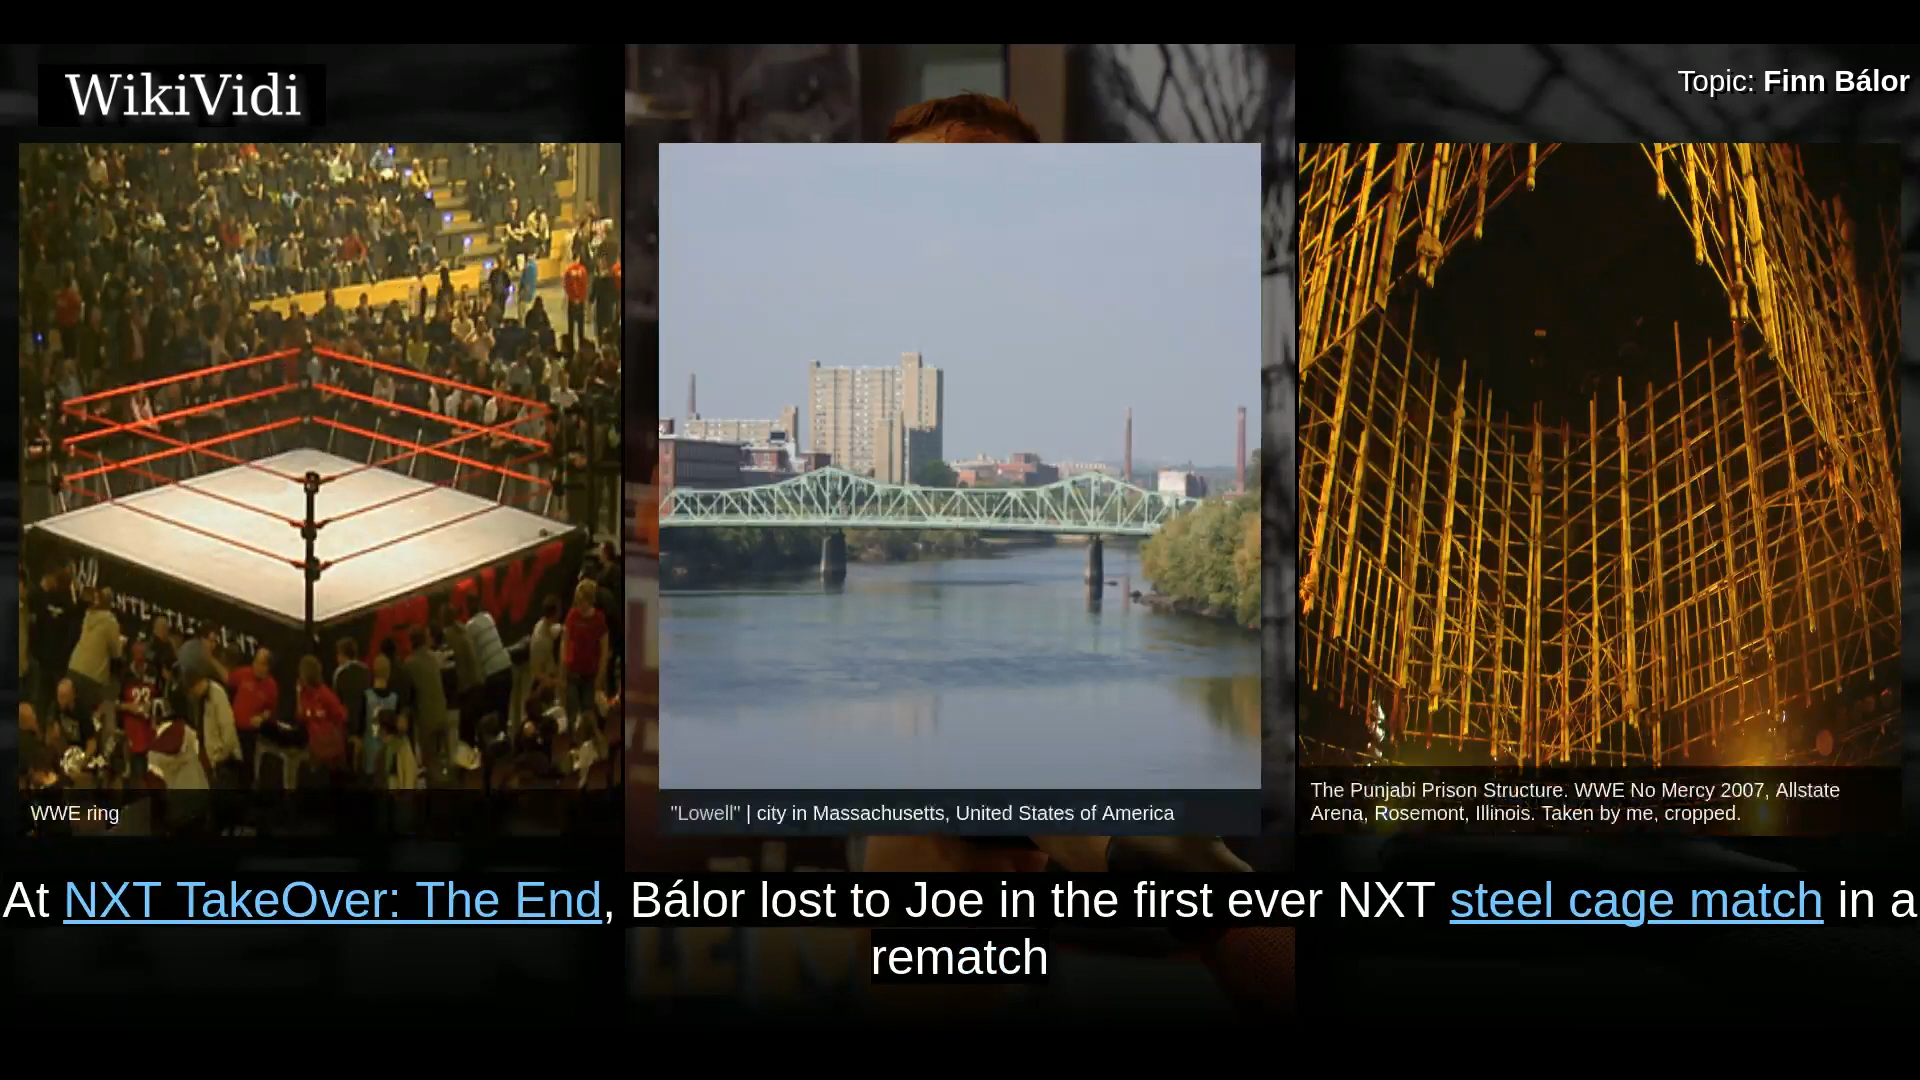 WikiVidi
Topic: Finn Bálor
WWE ring
"Lowell" | city in Massachusetts, United States of America
The Punjabi Prison Structure. WWE No Mercy 2007, Allstate
Arena, Rosemont, Illinois. Taken by me, cropped.
At NXT TakeOver: The End, Bálor lost to Joe in the first ever NXT steel cage match in a
rematch